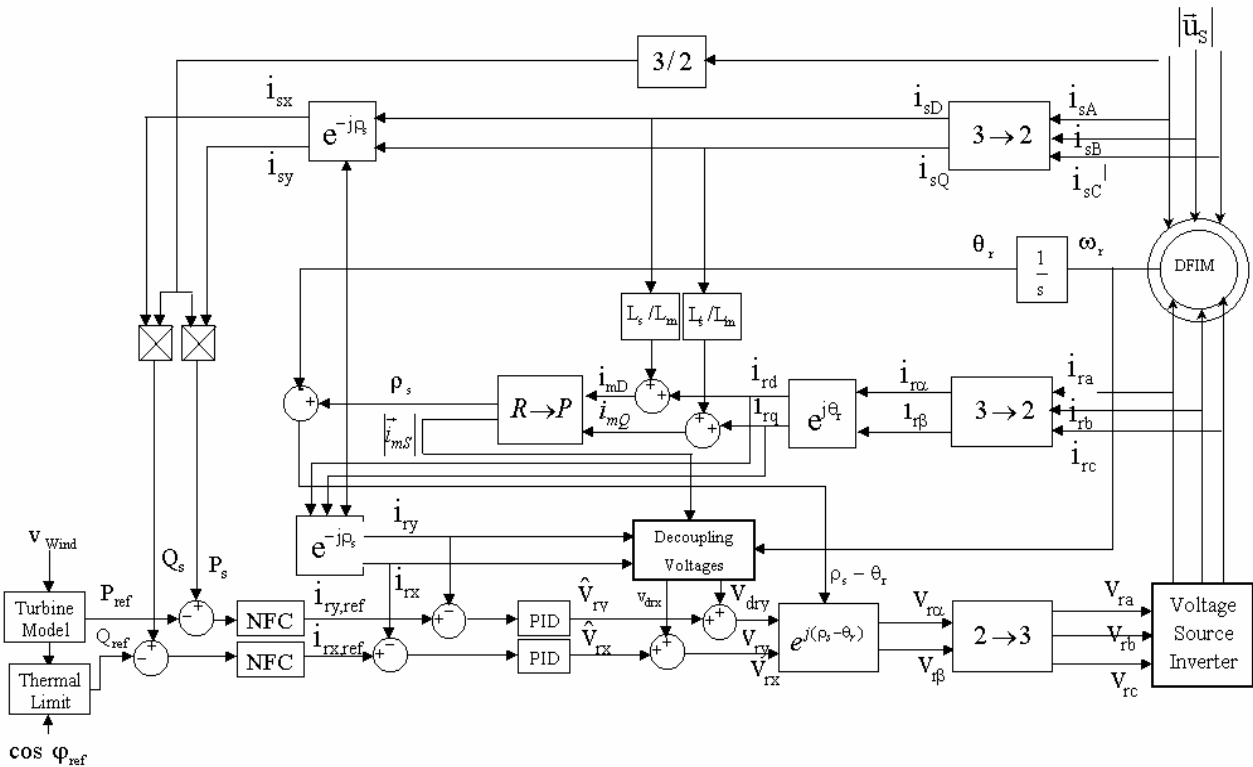 |u⃗_S|
3/2
i_sx
e^{-jρ_s}
i_sy
i_sD
i_sQ
3→2
i_sA
i_sB
i_sC
θ_r
1/s
ω_r
DFIM
L_s/L_m
L_s/L_m
ρ_s
+
-
R→P
i_mD
i_mQ
|i⃗_mS|
+
+
+
+
i_rd
i_rq
e^{jθ_r}
i_rα
i_rβ
3→2
i_ra
i_rb
i_rc
v_Wind
Q_s
P_s
e^{-jρ_s}
i_ry
i_rx
Decoupling
Voltages
ρ_s − θ_r
Turbine
Model
P_ref
Q_ref
Thermal
Limit
cos φ_ref
-
+
-
+
NFC
NFC
i_ry,ref
i_rx,ref
+
-
+
-
PID
PID
v̂_ry
v̂_rx
v_drx
v_dry
+
+
+
+
v_ry
v_rx
e^{j(ρ_s-θ_r)}
v_rα
v_rβ
2→3
v_ra
v_rb
v_rc
Voltage
Source
Inverter